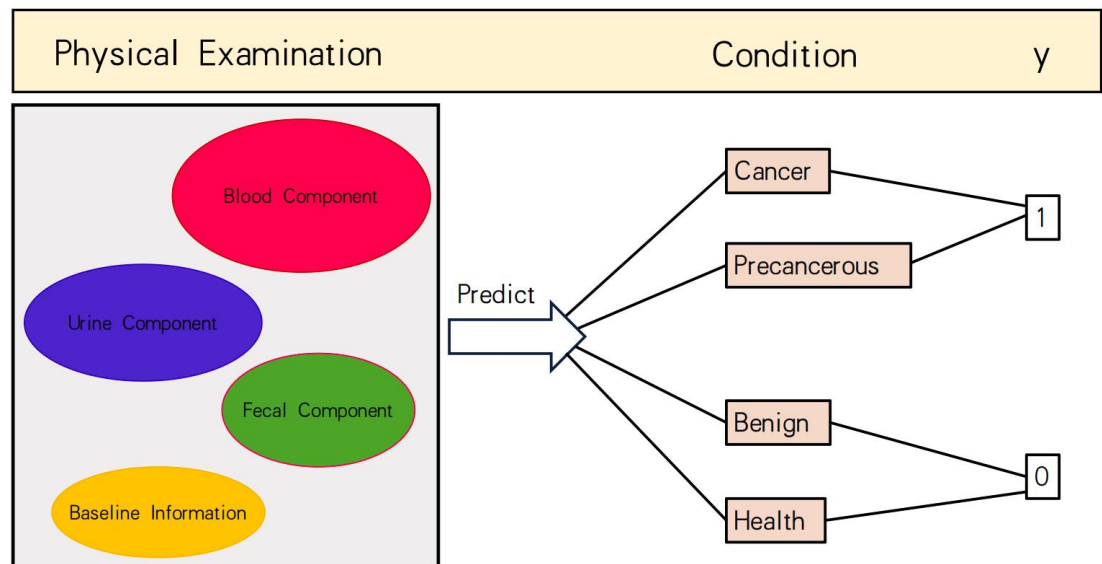 Physical Examination
Condition
y
Blood Component
Urine Component
Fecal Component
Baseline Information
Predict
Cancer
Precancerous
Benign
Health
1
0